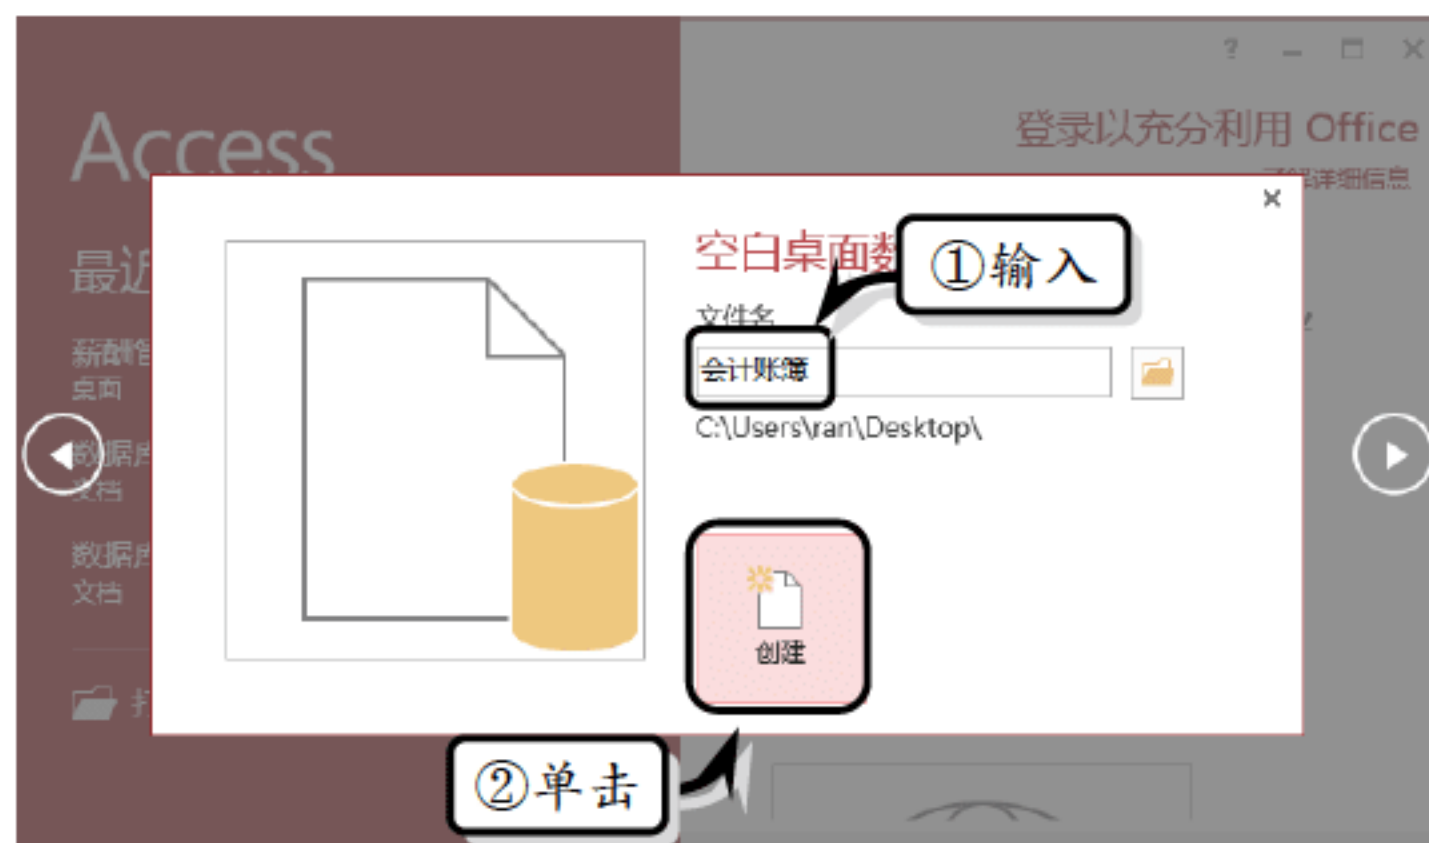 ?
Access
登录以充分利用 Office
了解详细信息
最近
空白桌面数
①输入
文件名
会计账簿
C:\Users\ran\Desktop\
桌面
数据库
文档
数据库
文档
创建
②单击